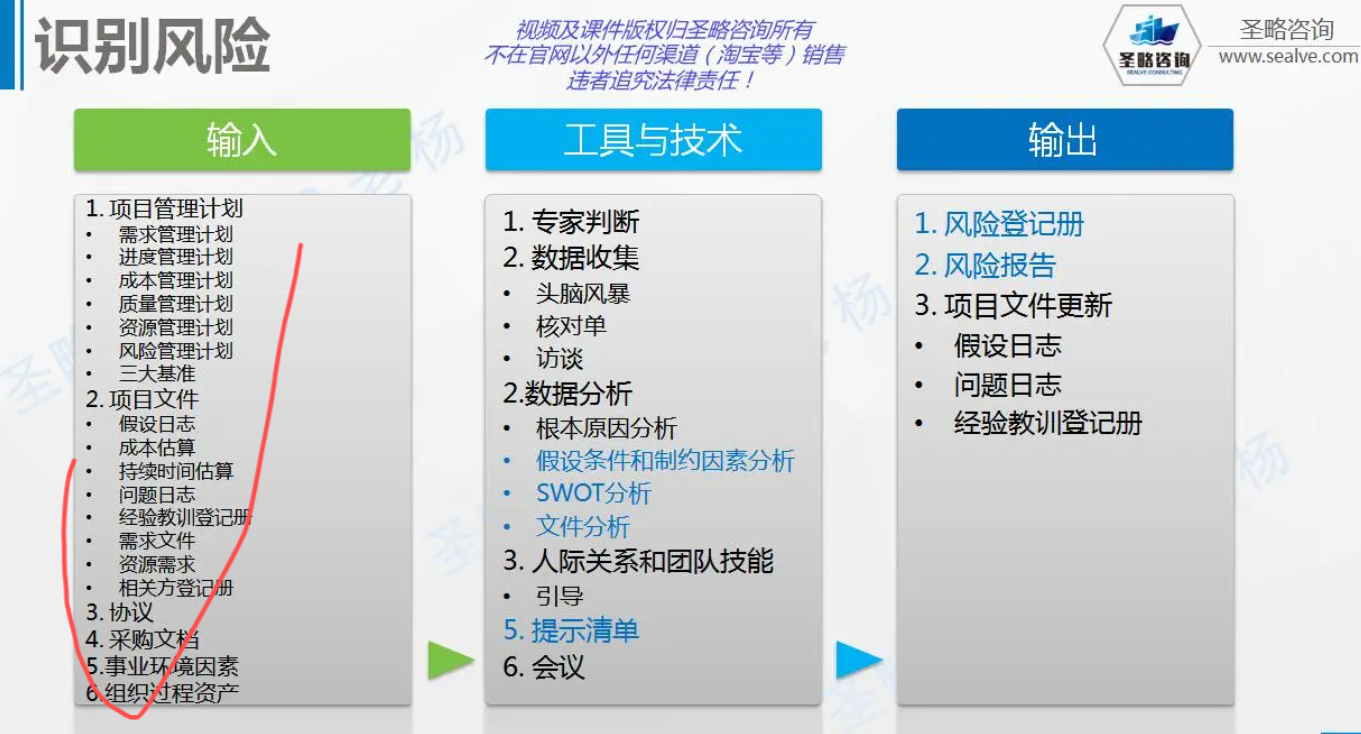 识别风险
视频及课件版权归圣略咨询所有
不在官网以外任何渠道（淘宝等）销售
违者追究法律责任！
圣略咨询
SEALVE CONSULTING
圣略咨询
www.sealve.com
输入
1. 项目管理计划
• 需求管理计划
• 进度管理计划
• 成本管理计划
• 质量管理计划
• 资源管理计划
• 风险管理计划
• 三大基准
2. 项目文件
• 假设日志
• 成本估算
• 持续时间估算
• 问题日志
• 经验教训登记册
• 需求文件
• 资源需求
• 相关方登记册
3. 协议
4. 采购文档
5.事业环境因素
6.组织过程资产
工具与技术
1. 专家判断
2. 数据收集
• 头脑风暴
• 核对单
• 访谈
2.数据分析
• 根本原因分析
• 假设条件和制约因素分析
• SWOT分析
• 文件分析
3. 人际关系和团队技能
• 引导
5. 提示清单
6. 会议
输出
1. 风险登记册
2. 风险报告
3. 项目文件更新
• 假设日志
• 问题日志
• 经验教训登记册